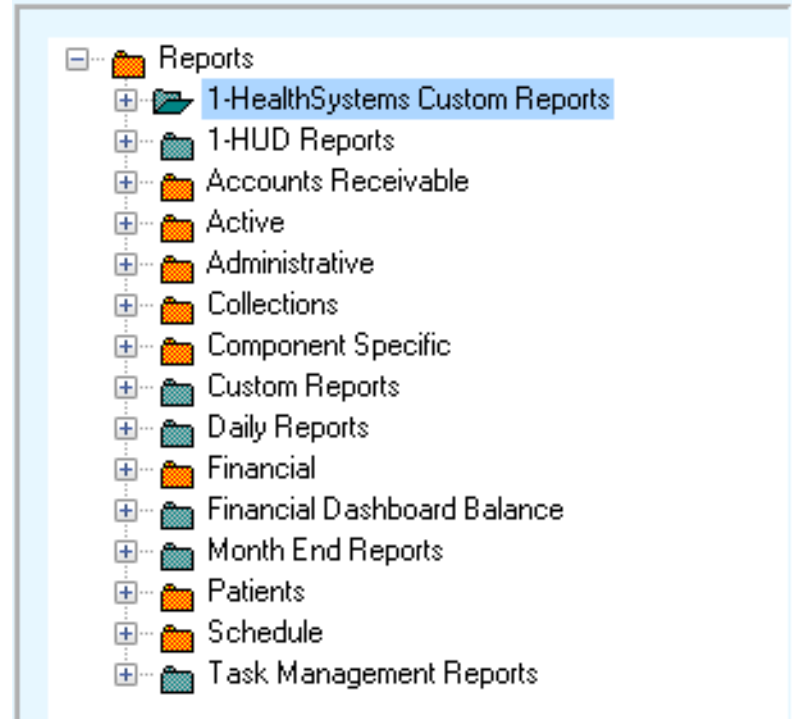 Reports
1-HealthSystems Custom Reports
1-HUD Reports
Accounts Receivable
Active
Administrative
Collections
Component Specific
Custom Reports
Daily Reports
Financial
Financial Dashboard Balance
Month End Reports
Patients
Schedule
Task Management Reports